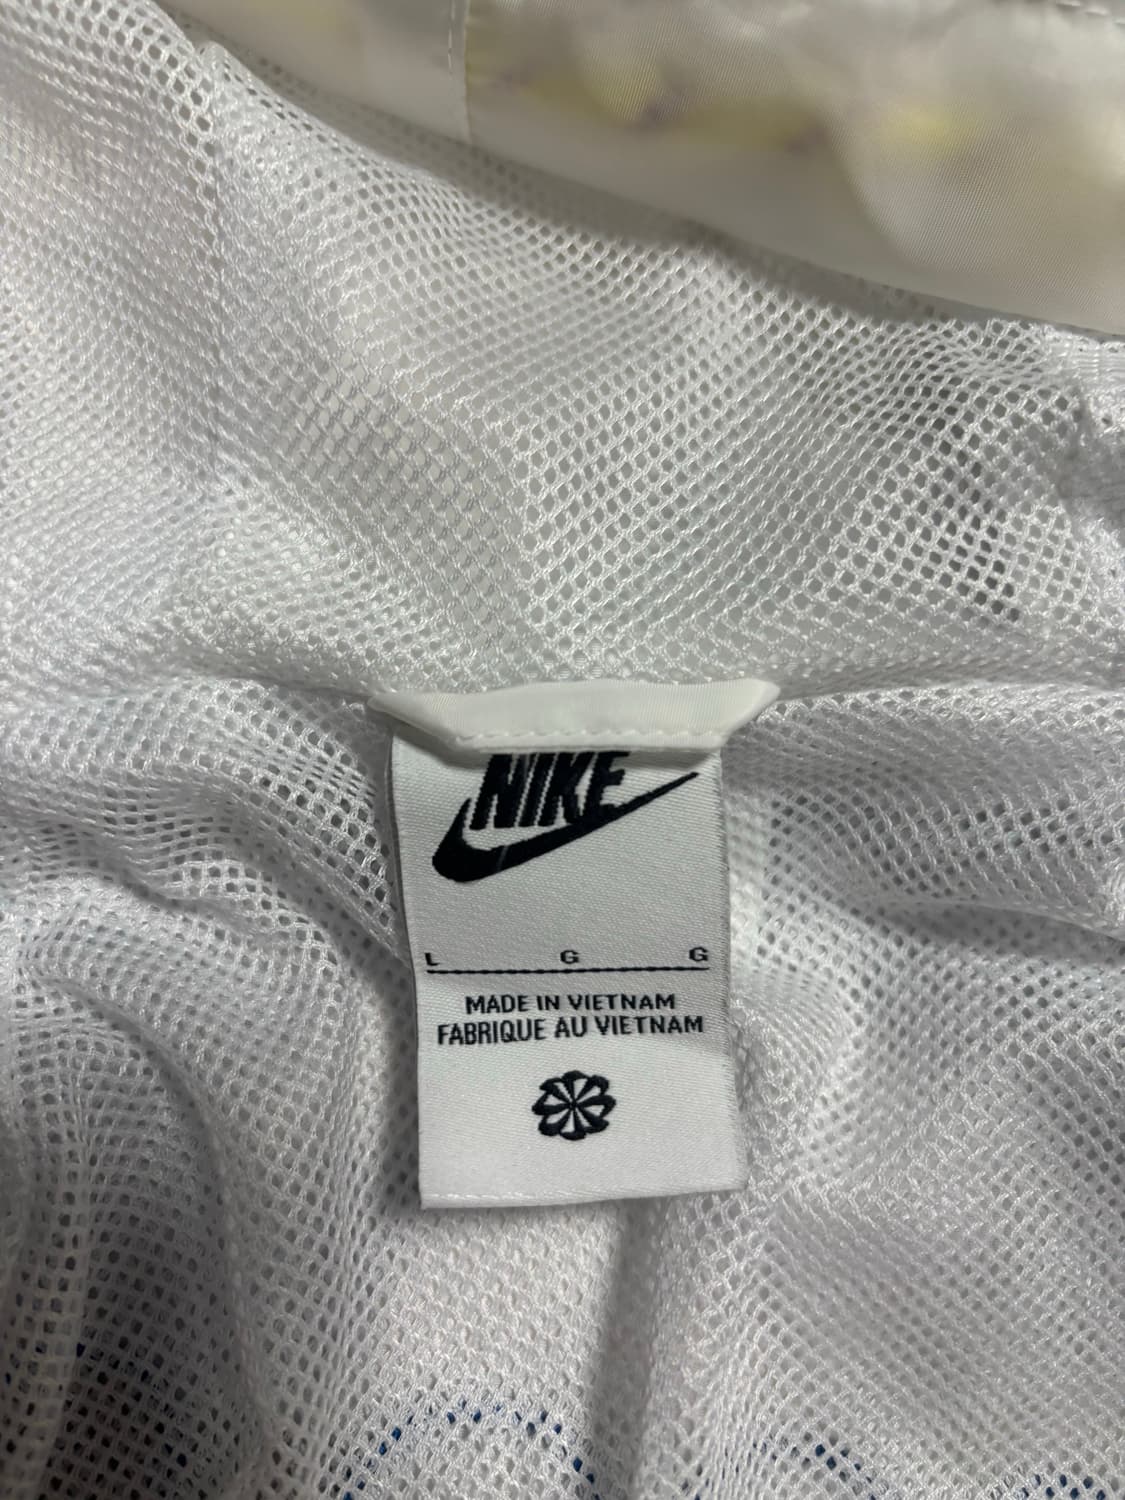 NIKE
L G G
MADE IN VIETNAM
FABRIQUE AU VIETNAM